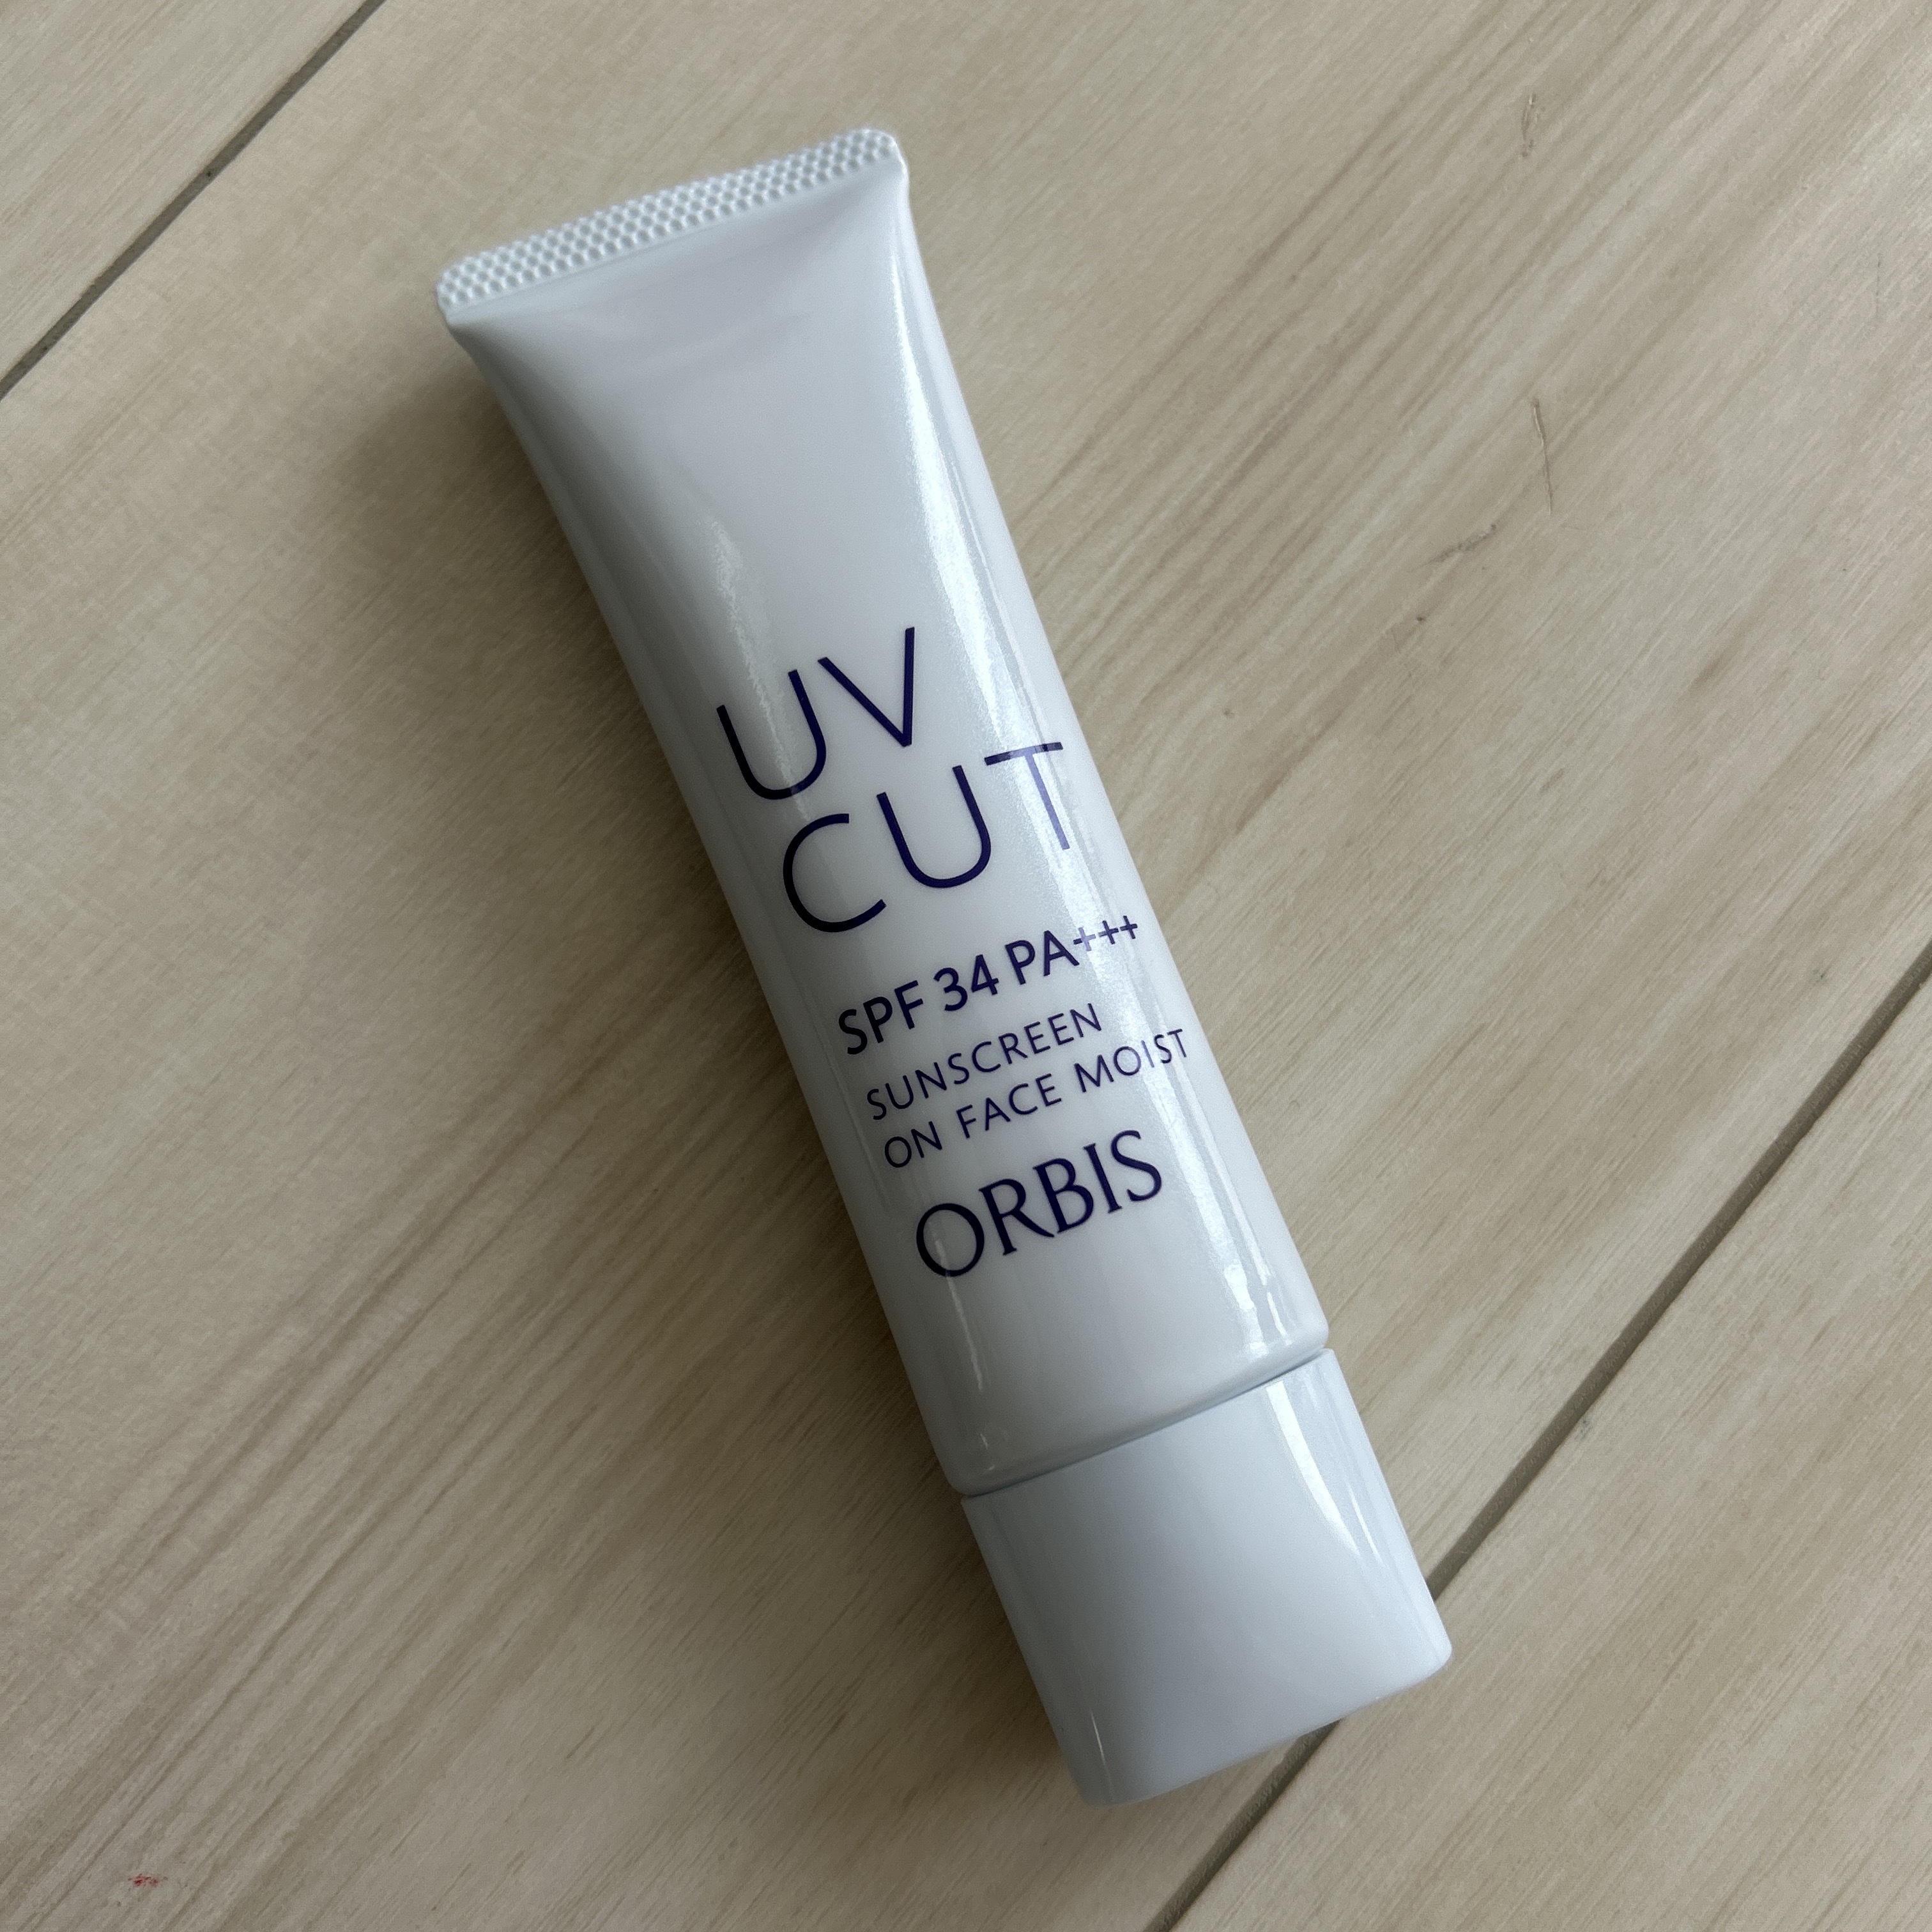 UV
CUT
SPF 34 PA+++
SUNSCREEN
ON FACE MOIST
ORBIS